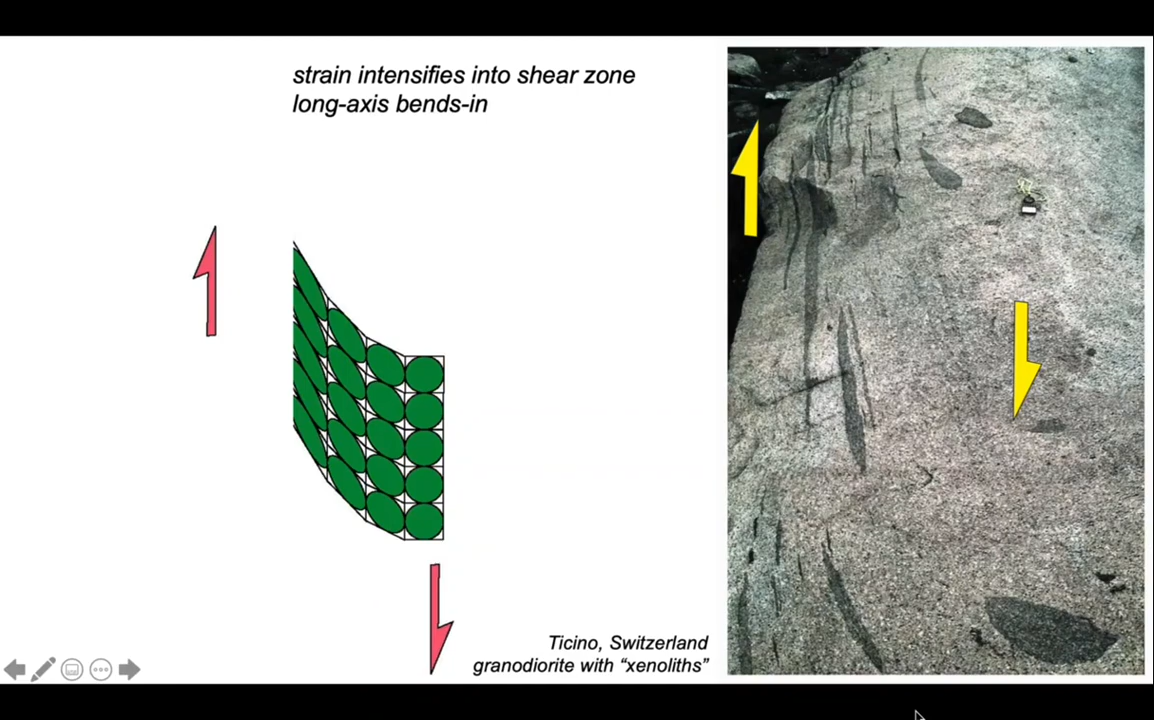 strain intensifies into shear zone
long-axis bends-in
Ticino, Switzerland
granodiorite with “xenoliths”